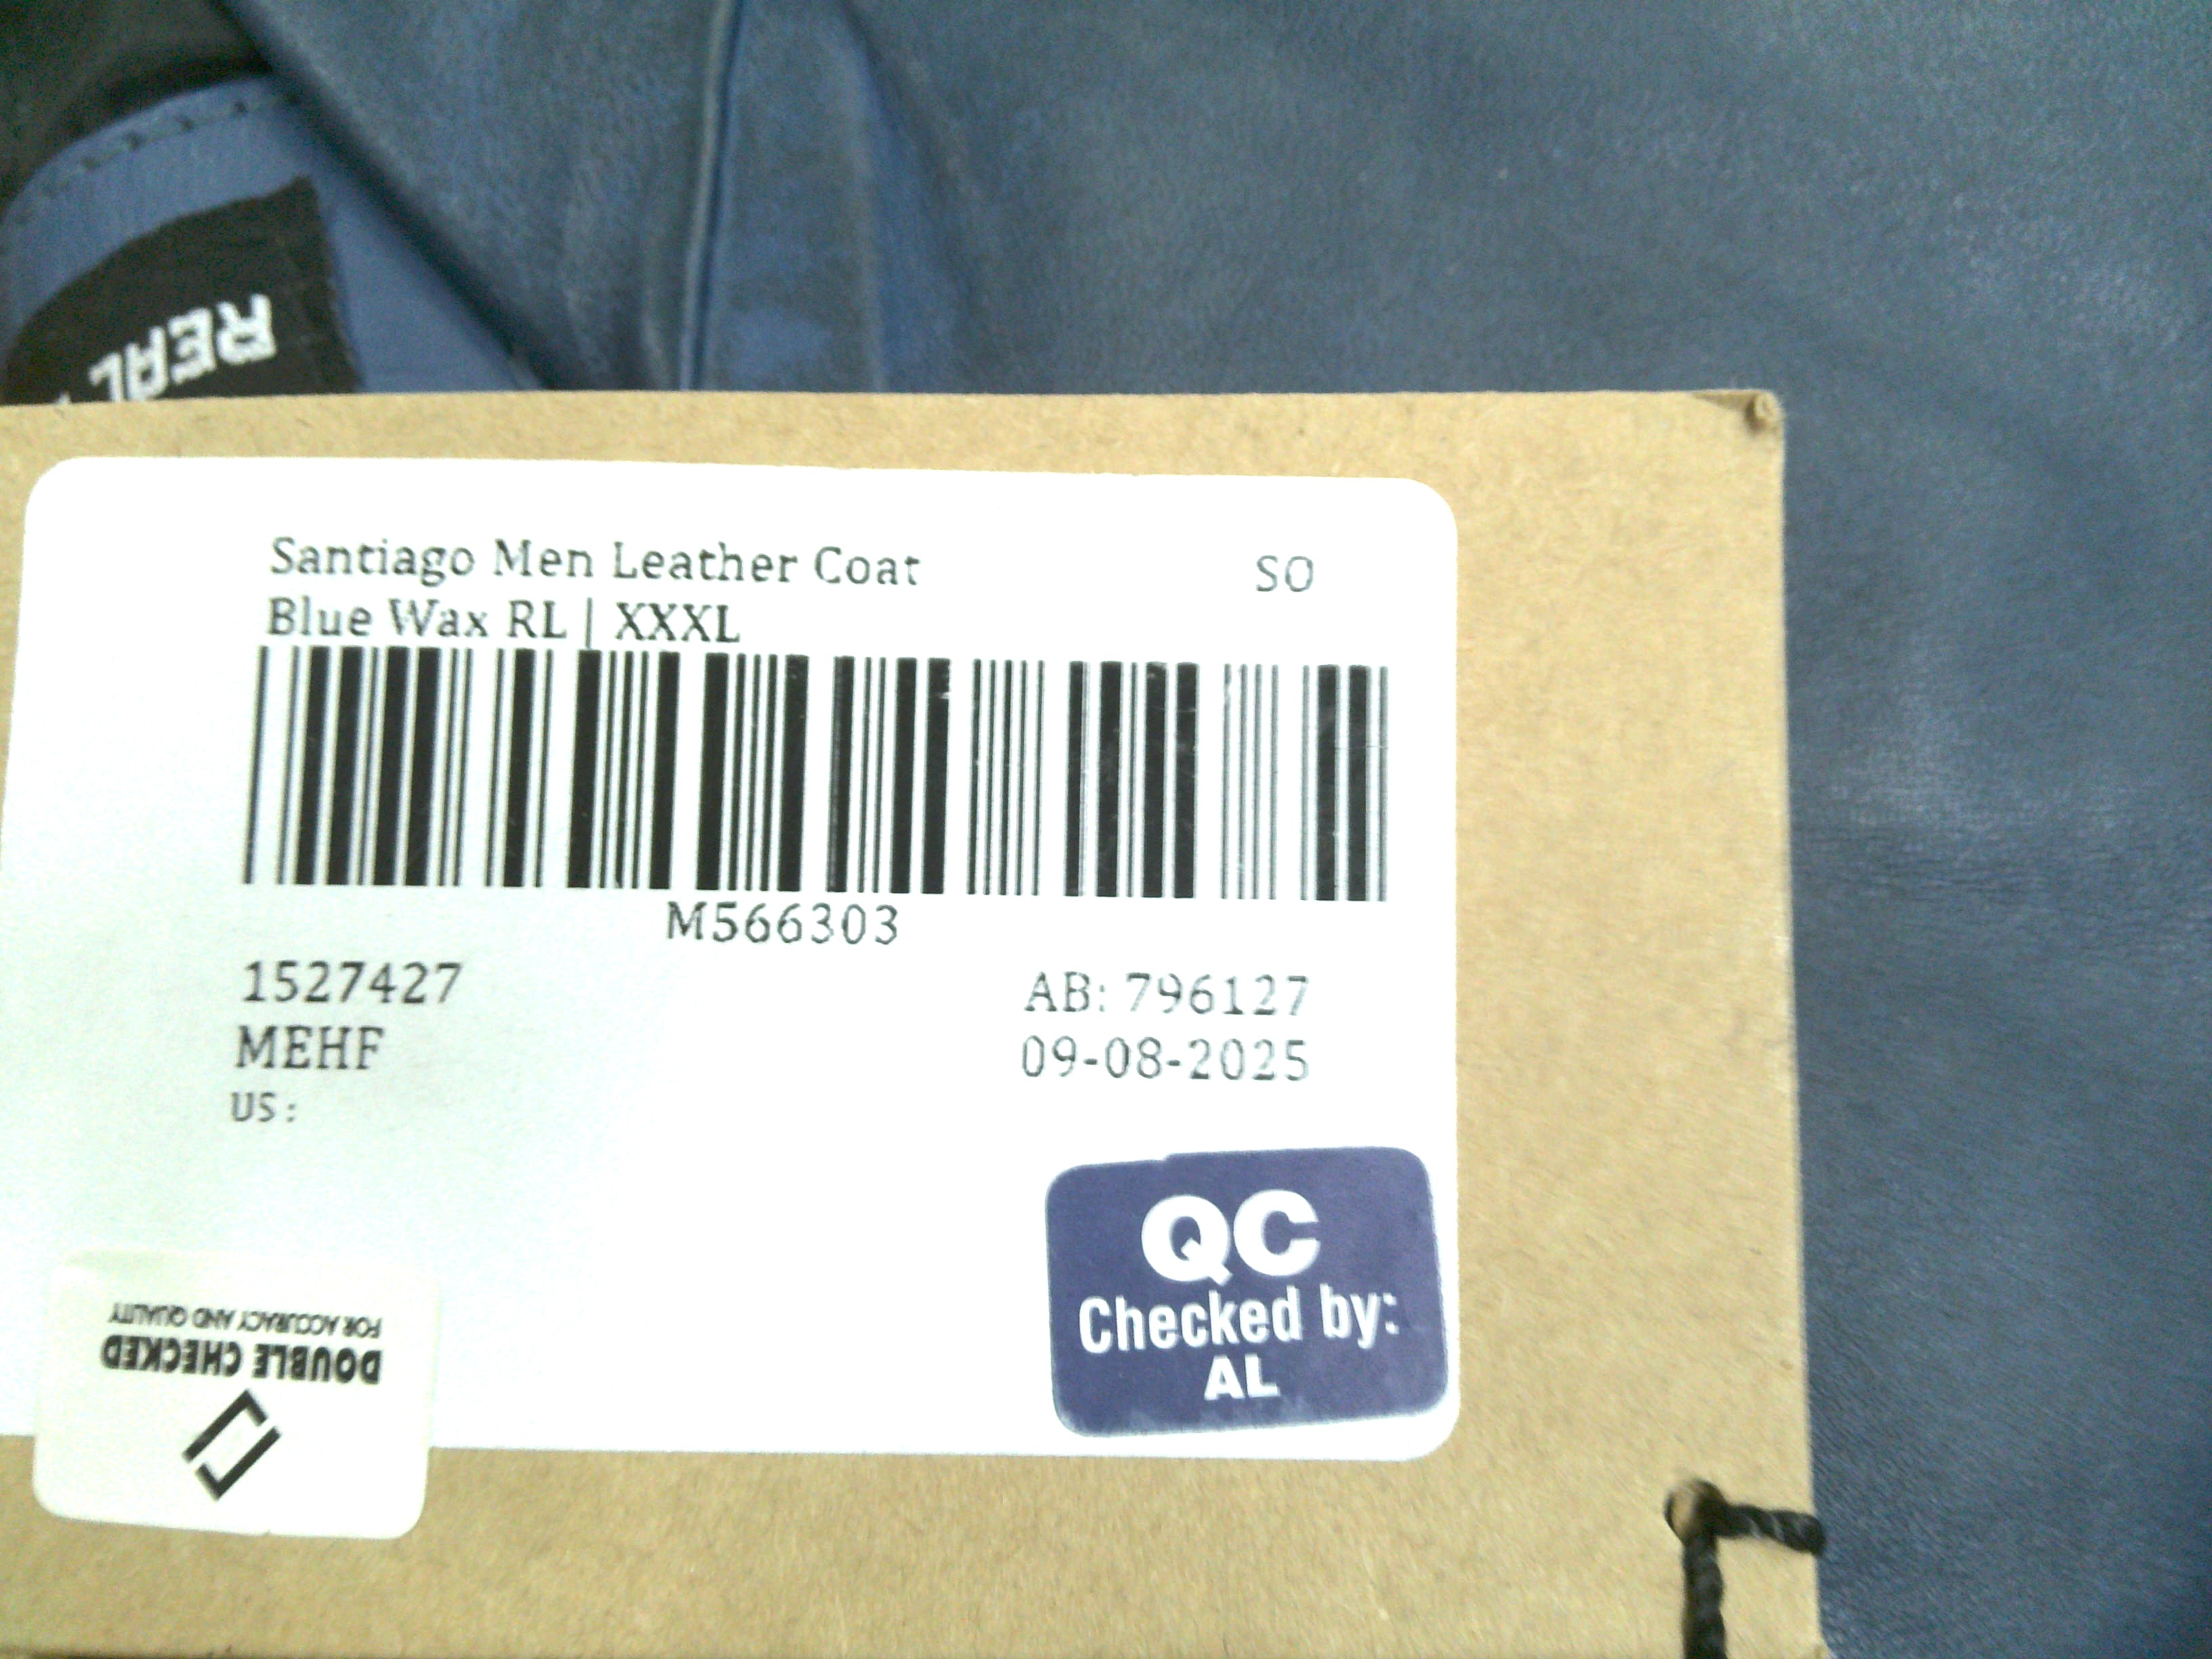 REAL
Santiago Men Leather Coat
SO
Blue Wax RL | XXXL
M566303
1527427
AB: 796127
MEHF
09-08-2025
US :
QC
Checked by:
AL
DOUBLE CHECKED
FOR ACCURACY AND QUALITY